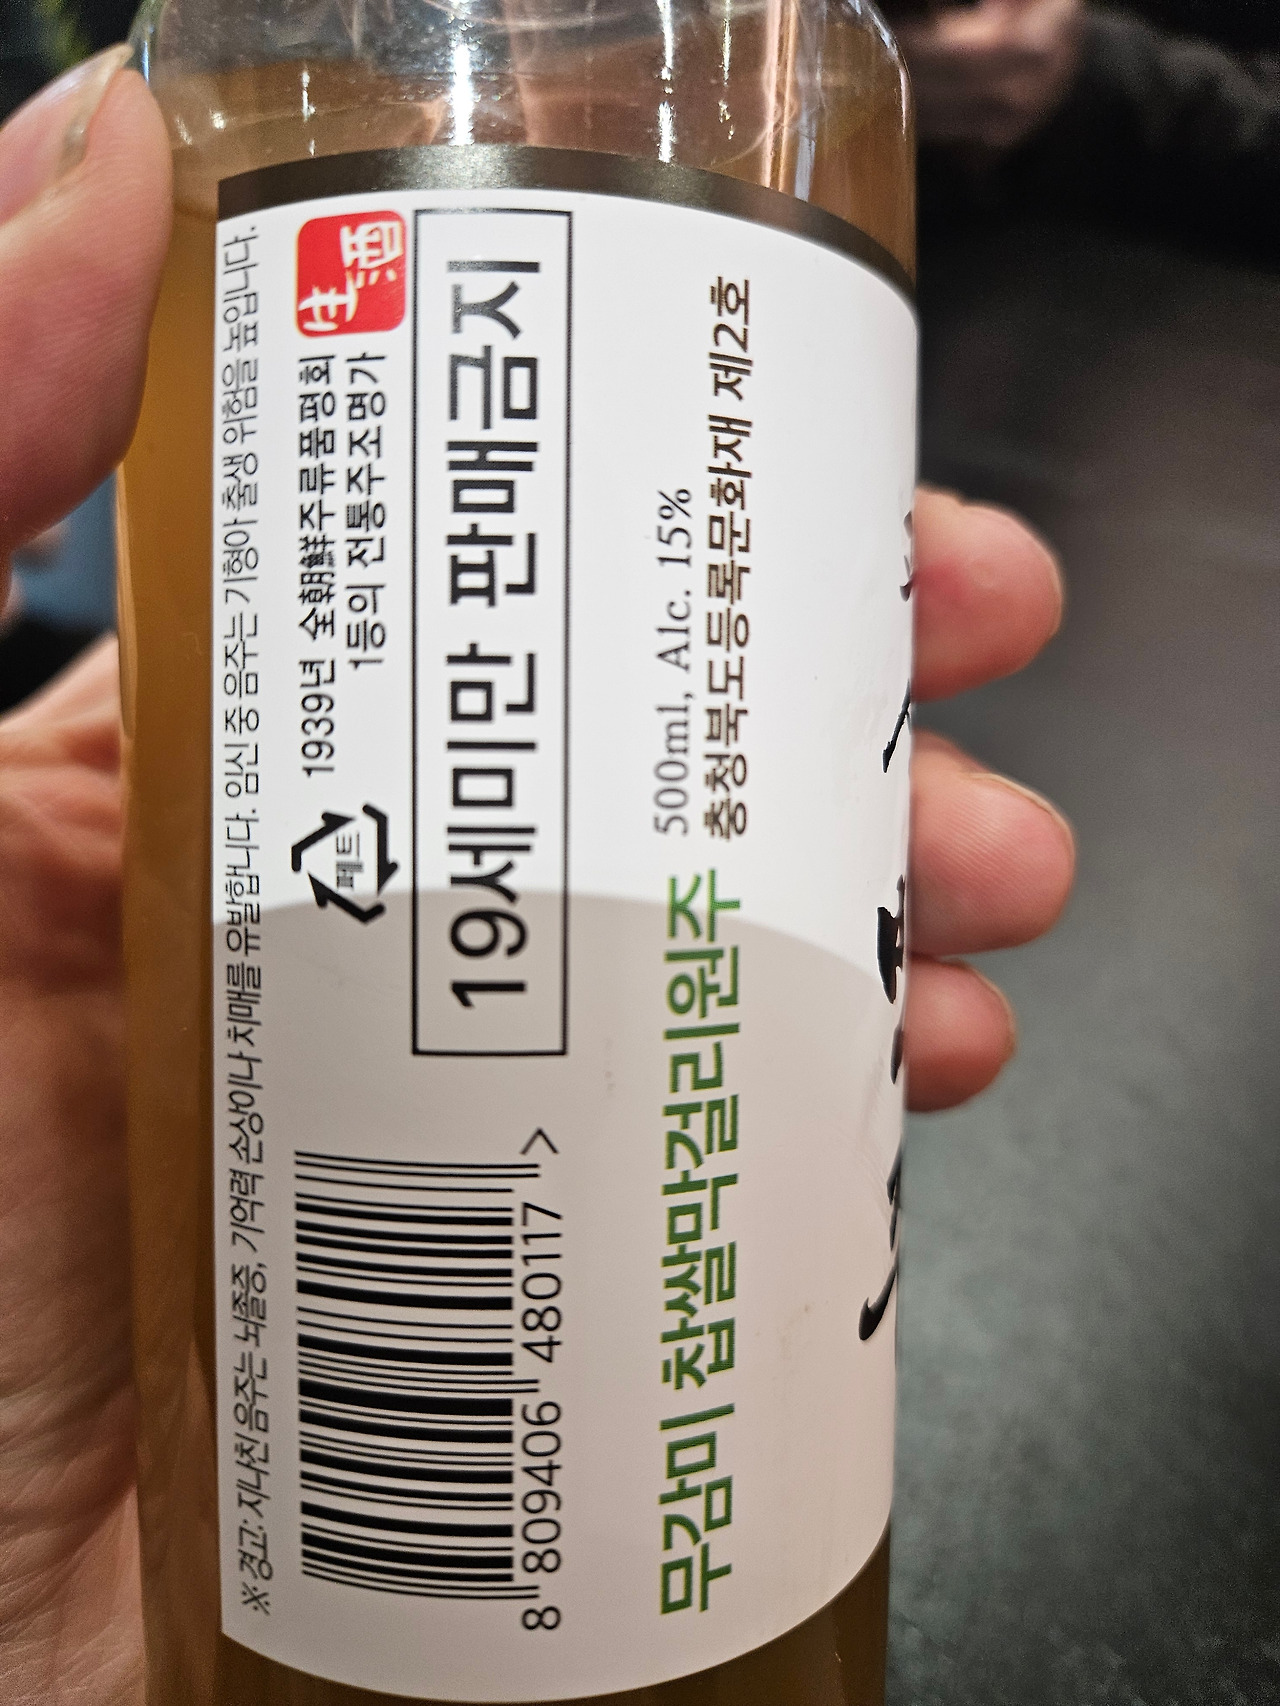 ※경고: 지나친 음주는 뇌졸증, 기억력 손상이나 치매를 유발합니다. 임신 중 음주는 기형아 출생 위험을 높입니다.
페트
1939년 全朝鮮주류품평회
1등의 전통주조명가
生酒
19세미만 판매금지
8 809406 480117 >
무감미 찹쌀막걸리원주
500ml, Alc. 15%
충청북도등록문화재 제2호